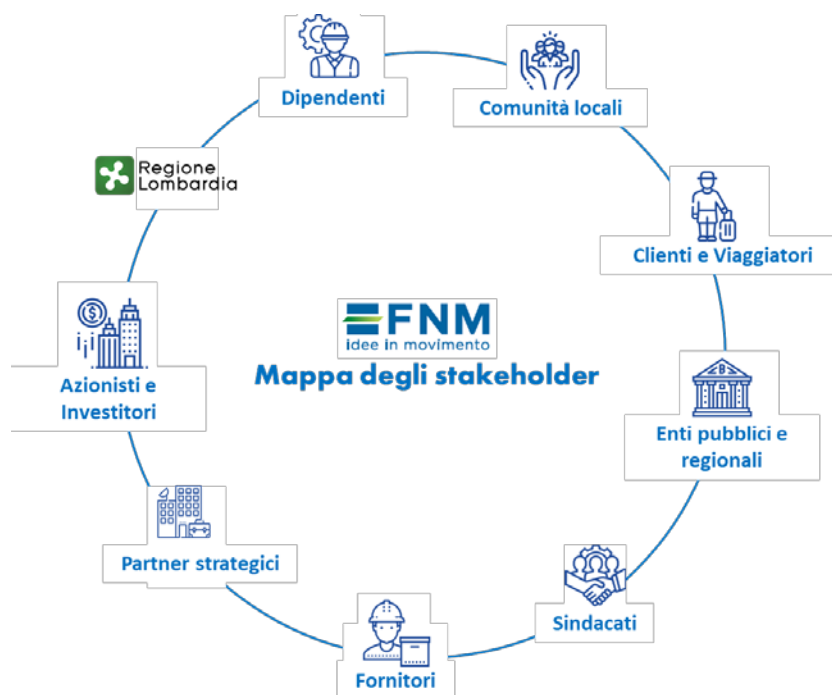 Dipendenti
Comunità locali
Regione
Lombardia
Clienti e Viaggiatori
FNM
idee in movimento
Mappa degli stakeholder
Azionisti e
Investitori
Enti pubblici e
regionali
Partner strategici
Sindacati
Fornitori